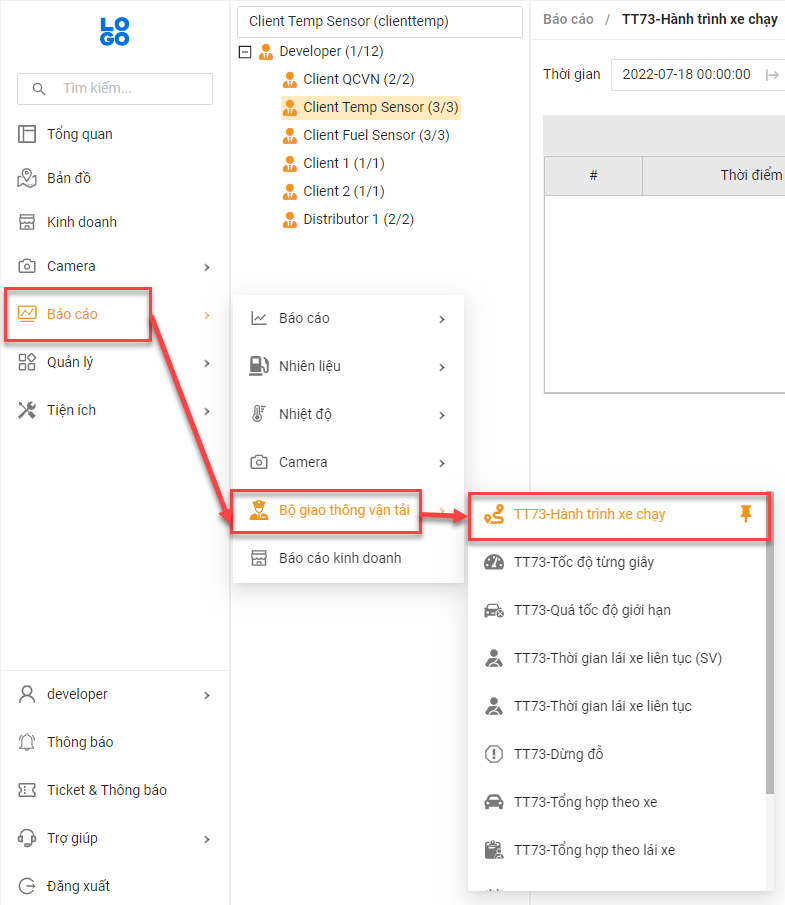 LO
GO
Tìm kiếm...
Tổng quan
Bản đồ
Kinh doanh
Camera
Báo cáo
Quản lý
Tiện ích
developer
Thông báo
Ticket & Thông báo
Trợ giúp
Đăng xuất
Client Temp Sensor (clienttemp)
Developer (1/12)
Client QCVN (2/2)
Client Temp Sensor (3/3)
Client Fuel Sensor (3/3)
Client 1 (1/1)
Client 2 (1/1)
Distributor 1 (2/2)
Báo cáo
Nhiên liệu
Nhiệt độ
Camera
Bộ giao thông vận tải
Báo cáo kinh doanh
Báo cáo / TT73-Hành trình xe chạy
Thời gian 2022-07-18 00:00:00
# Thời điểm
TT73-Hành trình xe chạy
TT73-Tốc độ từng giây
TT73-Quá tốc độ giới hạn
TT73-Thời gian lái xe liên tục (SV)
TT73-Thời gian lái xe liên tục
TT73-Dừng đỗ
TT73-Tổng hợp theo xe
TT73-Tổng hợp theo lái xe